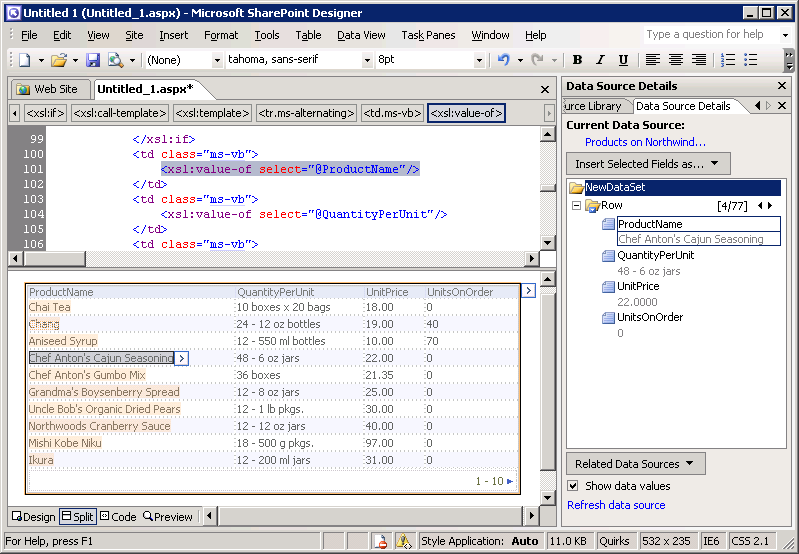 Untitled 1 (Untitled_1.aspx) - Microsoft SharePoint Designer
File Edit View Insert Format Tools Table Data View Task Panes Window Help Type a question for help
(None) tahoma, sans-serif 8pt B I U
Web Site Untitled_1.aspx*
<xsl:if> <xsl:call-template> <xsl:template> <tr.ms-alternating> <td.ms-vb> <xsl:value-of>
99 </xsl:if>
100 <td class="ms-vb">
101 <xsl:value-of select="@ProductName"/>
102 </td>
103 <td class="ms-vb">
104 <xsl:value-of select="@QuantityPerUnit"/>
105 </td>
106 <td class="ms-vb">
ProductName QuantityPerUnit UnitPrice UnitsOnOrder
Chai Tea 10 boxes x 20 bags 18.00 0
Chang 24 - 12 oz bottles 19.00 40
Aniseed Syrup 12 - 550 ml bottles 10.00 70
Chef Anton's Cajun Seasoning 48 - 6 oz jars 22.00 0
Chef Anton's Gumbo Mix 36 boxes 21.35 0
Grandma's Boysenberry Spread 12 - 8 oz jars 25.00 0
Uncle Bob's Organic Dried Pears 12 - 1 lb pkgs. 30.00 0
Northwoods Cranberry Sauce 12 - 12 oz jars 40.00 0
Mishi Kobe Niku 18 - 500 g pkgs. 97.00 0
Ikura 12 - 200 ml jars 31.00 0
1 - 10
Design Split Code Preview
Data Source Details
urce Library Data Source Details
Current Data Source:
Products on Northwind...
Insert Selected Fields as...
NewDataSet
Row [4/77]
ProductName
Chef Anton's Cajun Seasoning
QuantityPerUnit
48 - 6 oz jars
UnitPrice
22.0000
UnitsOnOrder
0
Related Data Sources
Show data values
Refresh data source
For Help, press F1 Style Application: Auto 11.0 KB Quirks 532 x 235 IE6 CSS 2.1